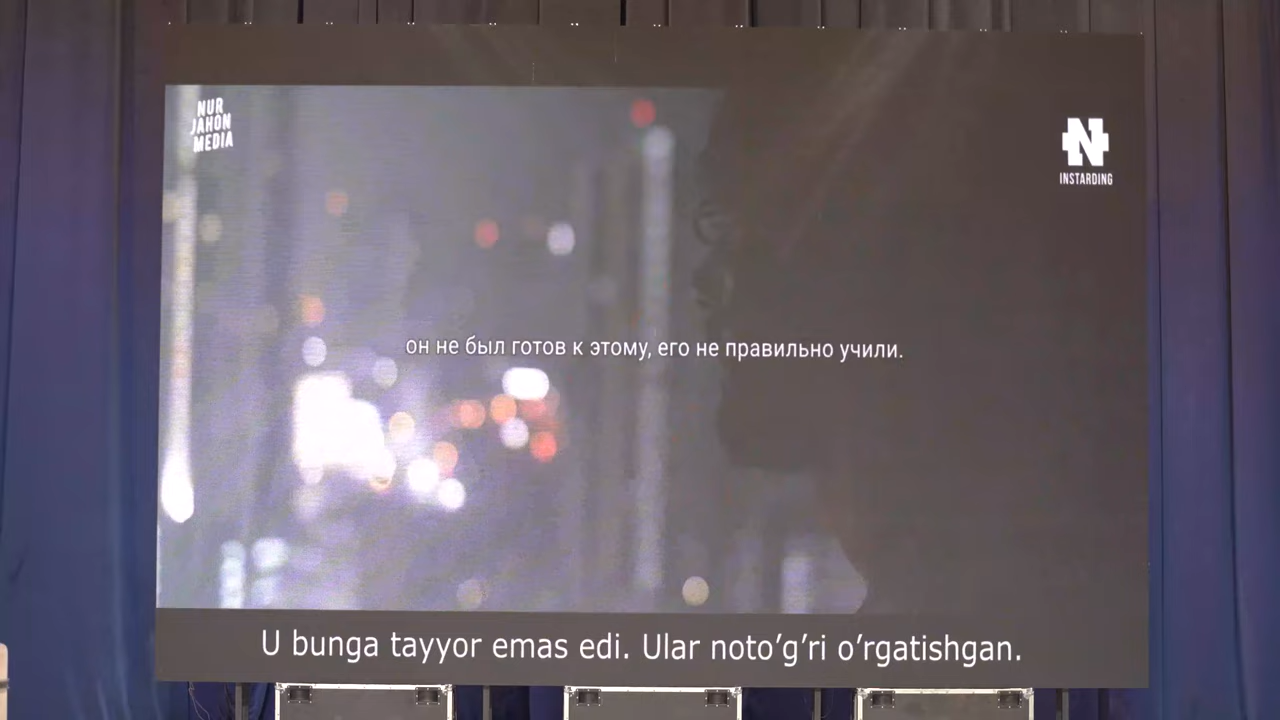 NUR
JAHON
MEDIA
INSTARDING
он не был готов к этому, его не правильно учили.
U bunga tayyor emas edi. Ular noto’g’ri o’rgatishgan.